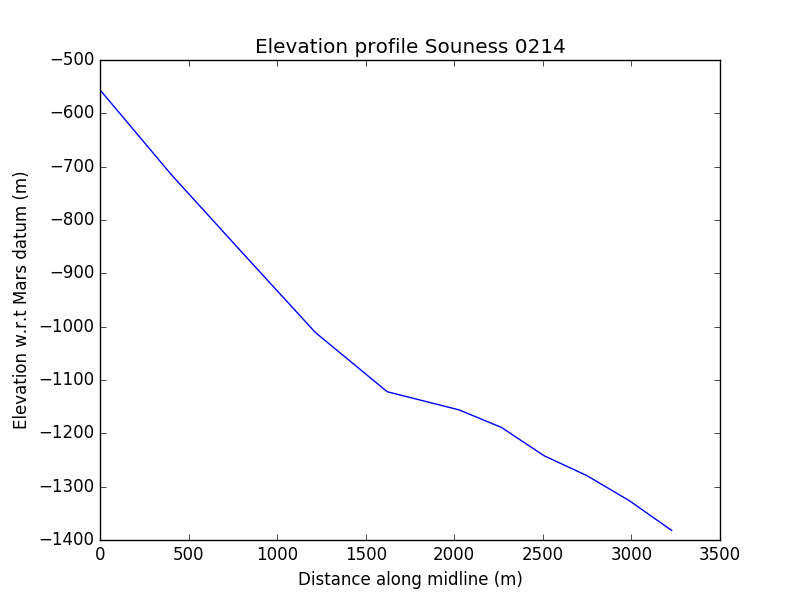 Elevation profile Souness 0214
Elevation w.r.t Mars datum (m)
−500
−600
−700
−800
−900
−1000
−1100
−1200
−1300
−1400
0 500 1000 1500 2000 2500 3000 3500
Distance along midline (m)